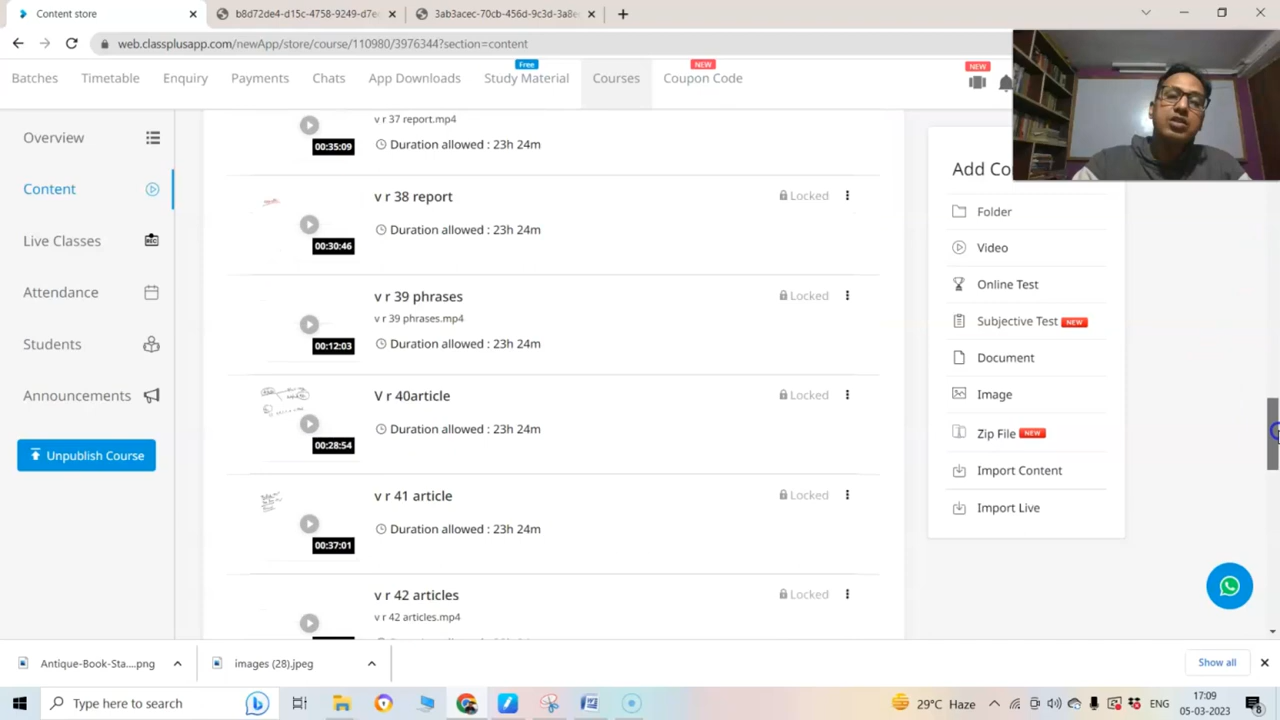 Content store
b8d72de4-d15c-4758-9249-d7e
3ab3acec-70cb-456d-9c3d-3a8e
web.classplusapp.com/newApp/store/course/110980/3976344?section=content
Free
NEW
NEW
Batches
Timetable
Enquiry
Payments
Chats
App Downloads
Study Material
Courses
Coupon Code
Overview
Content
Live Classes
REC
Attendance
Students
Announcements
Unpublish Course
v r 37 report.mp4
00:35:09
Duration allowed : 23h 24m
v r 38 report
Locked
Duration allowed : 23h 24m
00:30:46
v r 39 phrases
Locked
v r 39 phrases.mp4
Duration allowed : 23h 24m
00:12:03
V r 40article
Locked
Duration allowed : 23h 24m
00:28:54
v r 41 article
Locked
Duration allowed : 23h 24m
00:37:01
v r 42 articles
Locked
v r 42 articles.mp4
Add Co
Folder
Video
Online Test
Subjective Test NEW
Document
Image
Zip File NEW
Import Content
Import Live
Antique-Book-Sta....png
images (28).jpeg
Show all
Type here to search
29°C Haze
ENG
17:09
05-03-2023
8